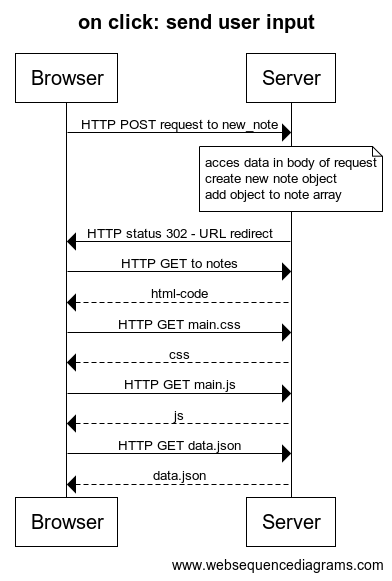 on click: send user input
Browser
Server
HTTP POST request to new_note
acces data in body of request
create new note object
add object to note array
HTTP status 302 - URL redirect
HTTP GET to notes
html-code
HTTP GET main.css
css
HTTP GET main.js
js
HTTP GET data.json
data.json
Browser
Server
www.websequencediagrams.com